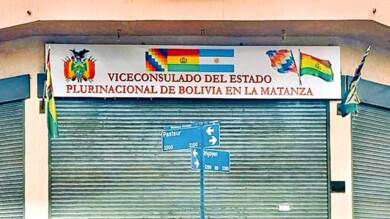 VICECONSULADO DEL ESTADO
PLURINACIONAL DE BOLIVIA EN LA MATANZA
Pasteur